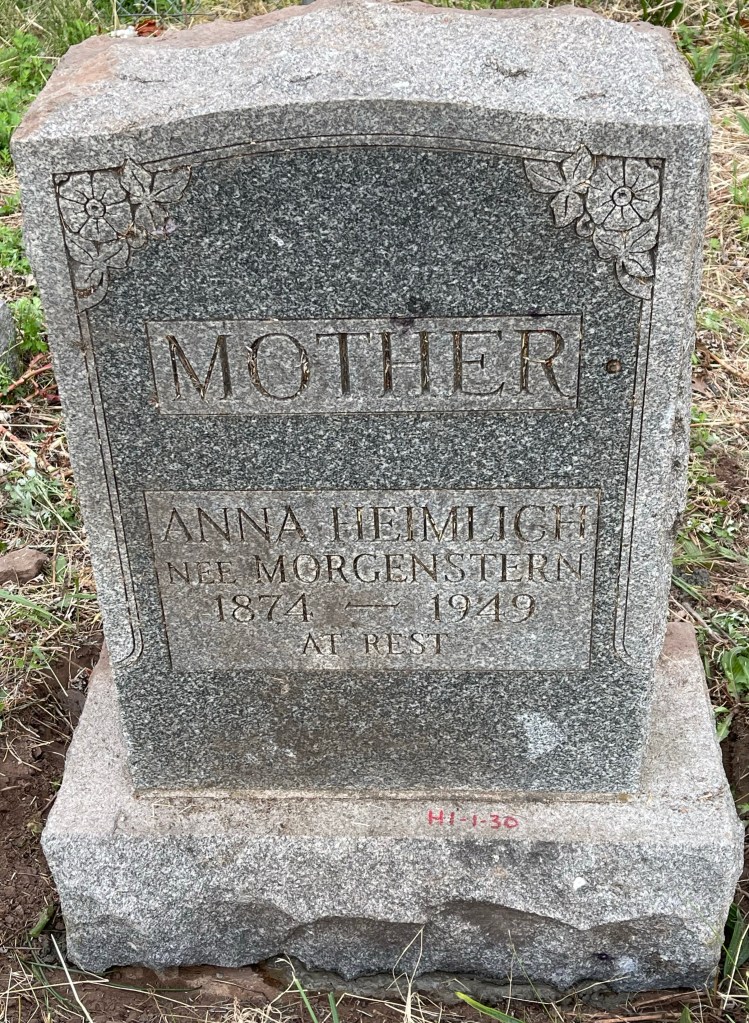 MOTHER
ANNA HEIMLICH
NEE MORGENSTERN
1874 — 1949
AT REST
H1-1-30